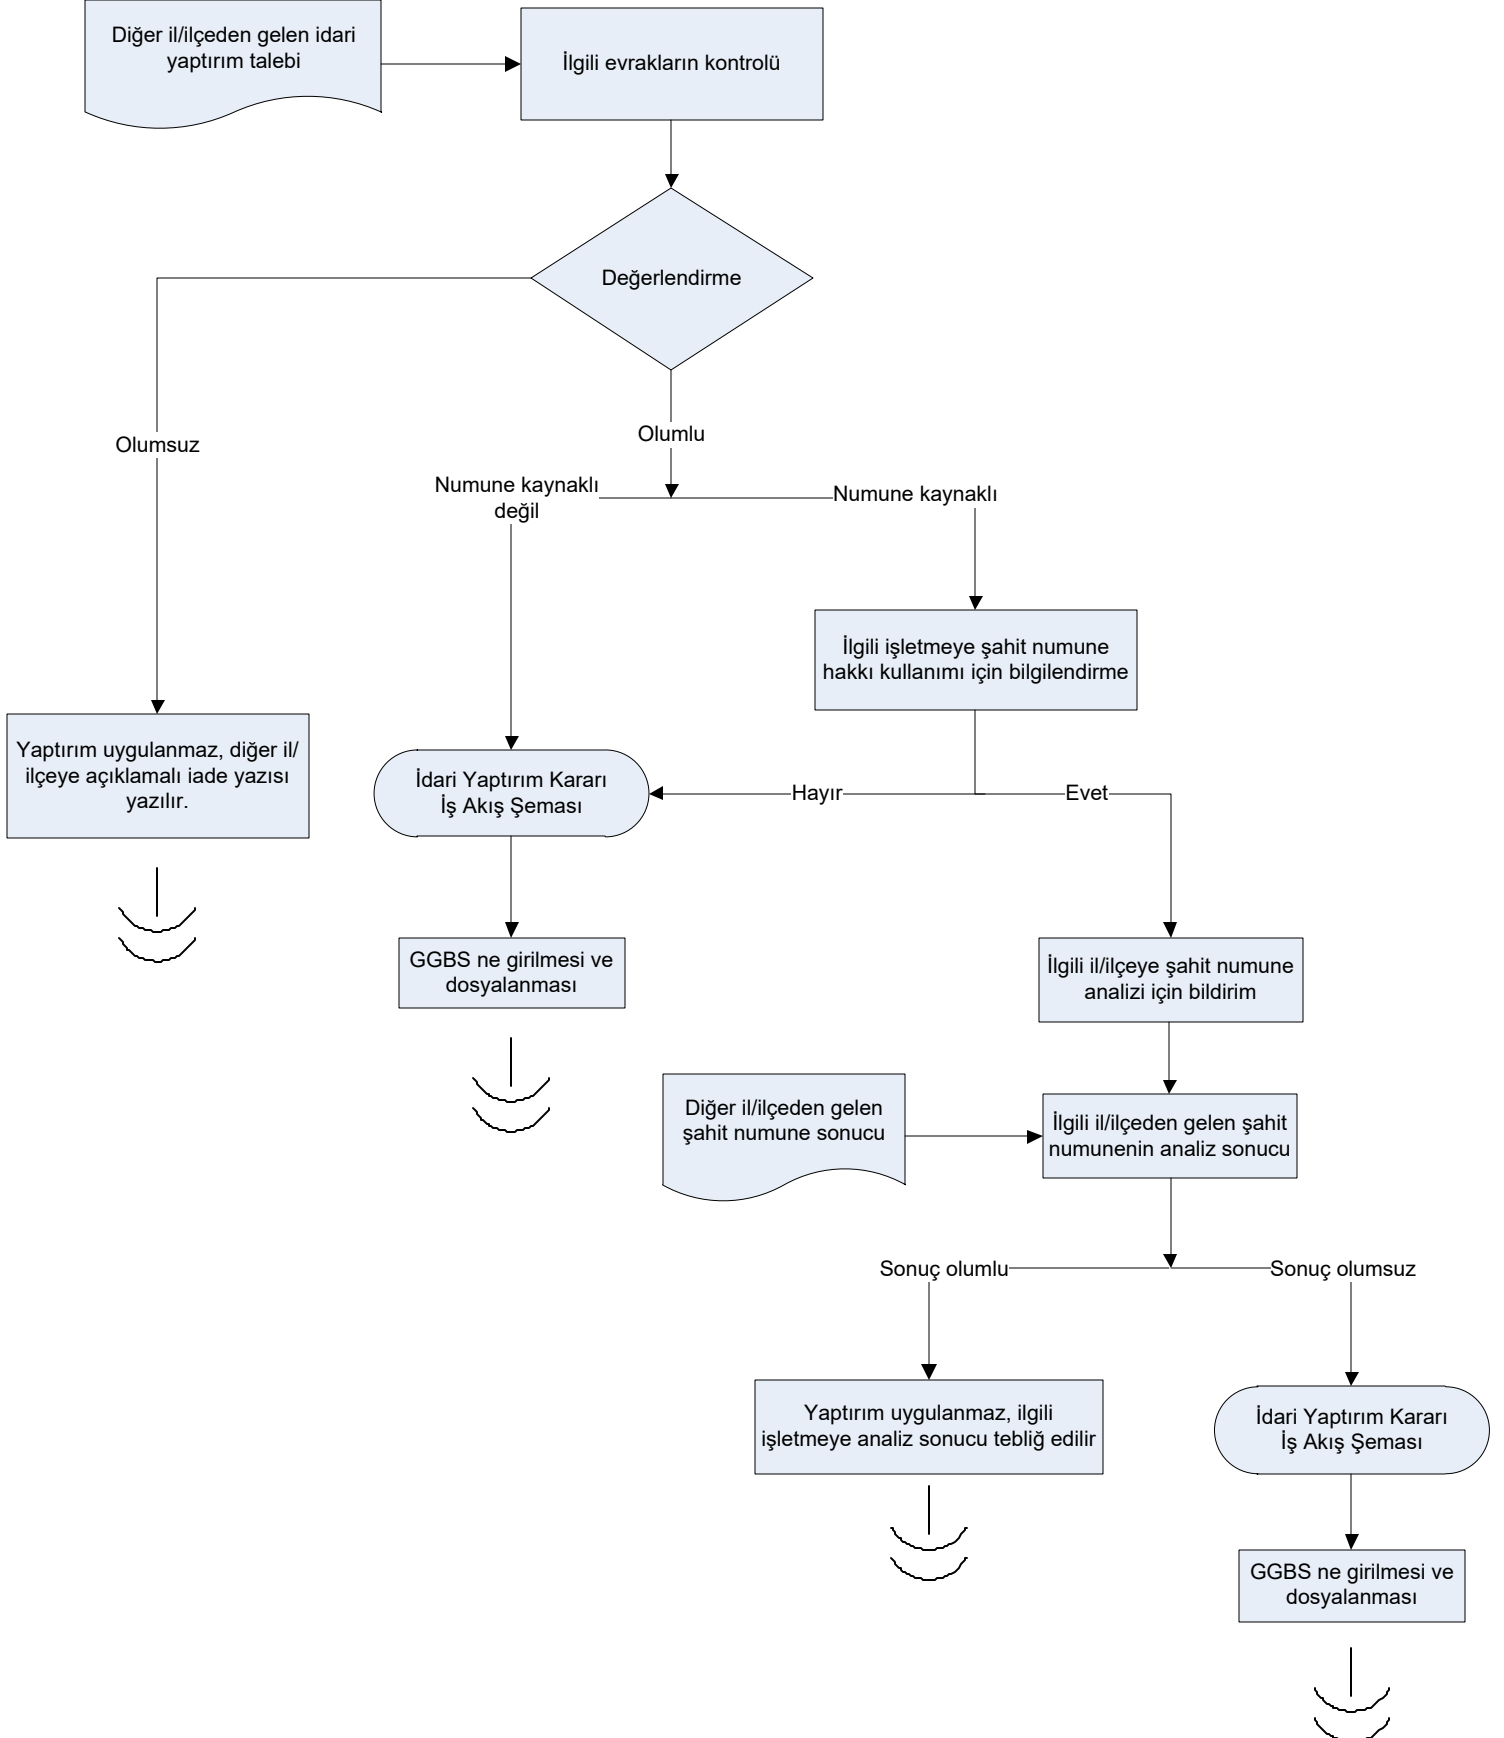 Diğer il/ilçeden gelen idari
yaptırım talebi
İlgili evrakların kontrolü
Değerlendirme
Olumsuz
Olumlu
Numune kaynaklı
değil
Numune kaynaklı
İlgili işletmeye şahit numune
hakkı kullanımı için bilgilendirme
Yaptırım uygulanmaz, diğer il/
ilçeye açıklamalı iade yazısı
yazılır.
İdari Yaptırım Kararı
İş Akış Şeması
Hayır
Evet
GGBS ne girilmesi ve
dosyalanması
İlgili il/ilçeye şahit numune
analizi için bildirim
Diğer il/ilçeden gelen
şahit numune sonucu
İlgili il/ilçeden gelen şahit
numunenin analiz sonucu
Sonuç olumlu
Sonuç olumsuz
Yaptırım uygulanmaz, ilgili
işletmeye analiz sonucu tebliğ edilir
İdari Yaptırım Kararı
İş Akış Şeması
GGBS ne girilmesi ve
dosyalanması